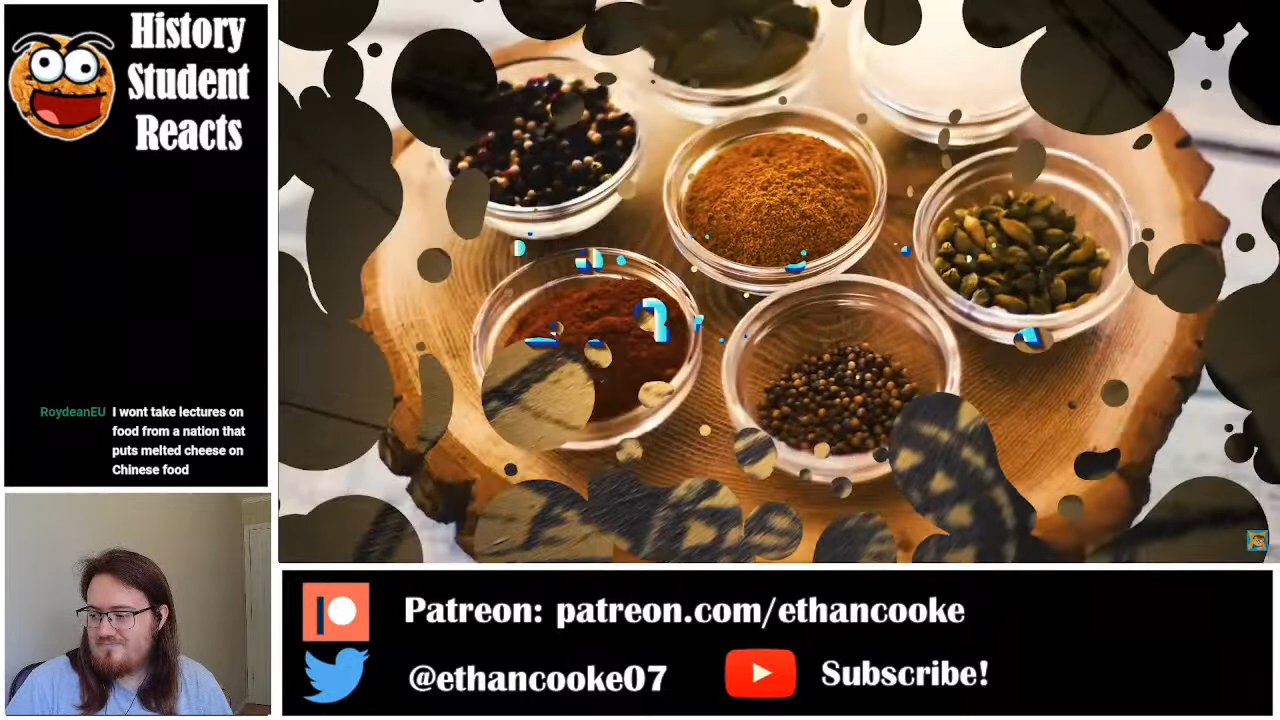 History
Student
Reacts
RoydeanEU I wont take lectures on
food from a nation that
puts melted cheese on
Chinese food
Patreon: patreon.com/ethancooke
@ethancooke07 Subscribe!